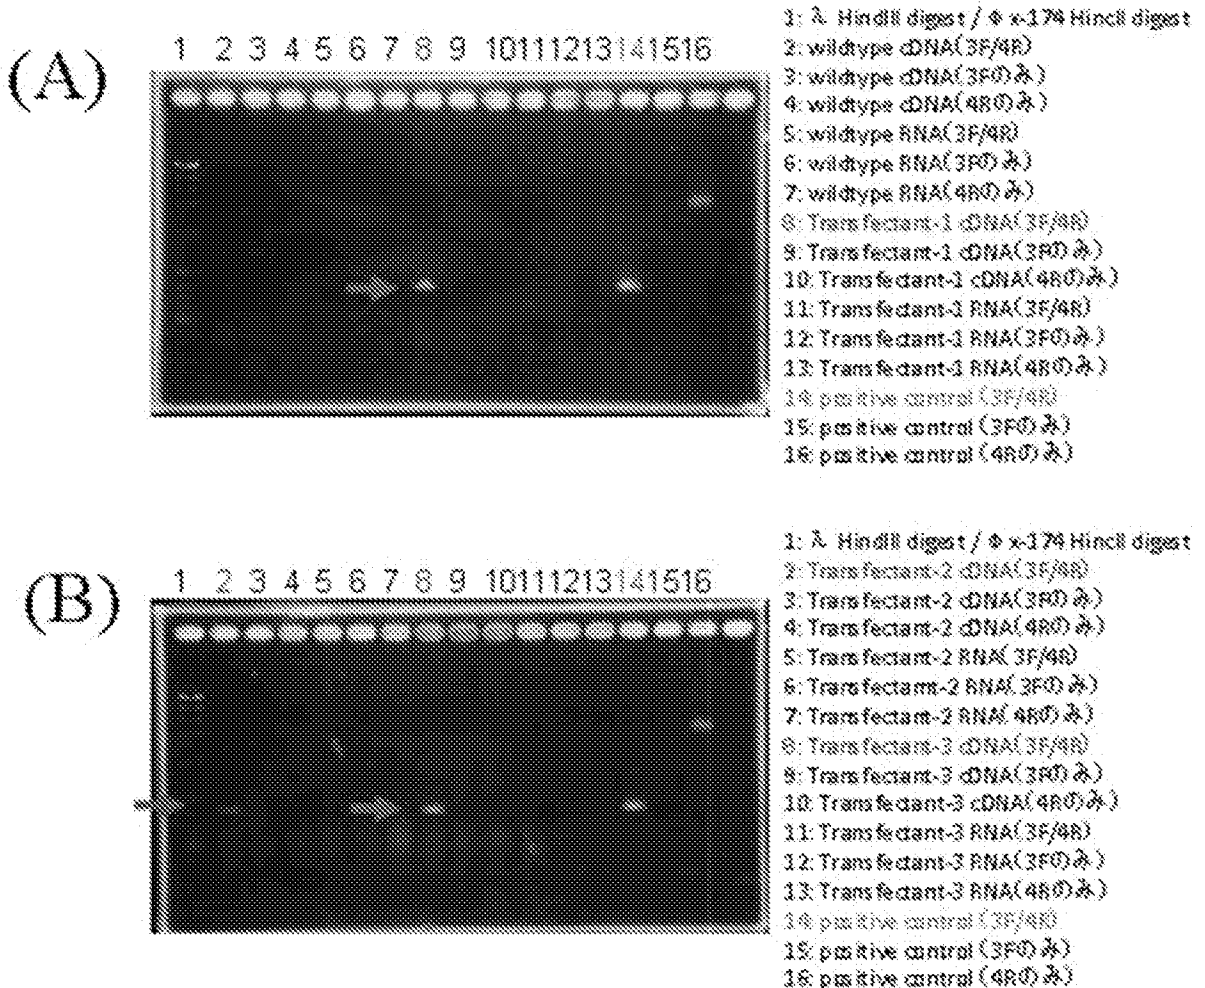 (A)
1 2 3 4 5 6 7 8 9 10 11 12 13 14 15 16
1: λ HindIII digest / Φ x-174 HincII digest
2: wildtype cDNA(3F/4R)
3: wildtype cDNA(3Fのみ)
4: wildtype cDNA(4Rのみ)
5: wildtype RNA(3F/4R)
6: wildtype RNA(3Fのみ)
7: wildtype RNA(4Rのみ)
8: Transfectant-1 cDNA(3F/4R)
9: Transfectant-1 cDNA(3Fのみ)
10: Transfectant-1 cDNA(4Rのみ)
11: Transfectant-1 RNA(3F/4R)
12: Transfectant-1 RNA(3Fのみ)
13: Transfectant-1 RNA(4Rのみ)
14: positive control (3F/4R)
15: positive control (3Fのみ)
16: positive control (4Rのみ)
(B)
1 2 3 4 5 6 7 8 9 10 11 12 13 14 15 16
1: λ HindIII digest / Φ x-174 HincII digest
2: Transfectant-2 cDNA(3F/4R)
3: Transfectant-2 cDNA(3Fのみ)
4: Transfectant-2 cDNA(4Rのみ)
5: Transfectant-2 RNA(3F/4R)
6: Transfectant-2 RNA(3Fのみ)
7: Transfectant-2 RNA(4Rのみ)
8: Transfectant-3 cDNA(3F/4R)
9: Transfectant-3 cDNA(3Fのみ)
10: Transfectant-3 cDNA(4Rのみ)
11: Transfectant-3 RNA(3F/4R)
12: Transfectant-3 RNA(3Fのみ)
13: Transfectant-3 RNA(4Rのみ)
14: positive control (3F/4R)
15: positive control (3Fのみ)
16: positive control (4Rのみ)